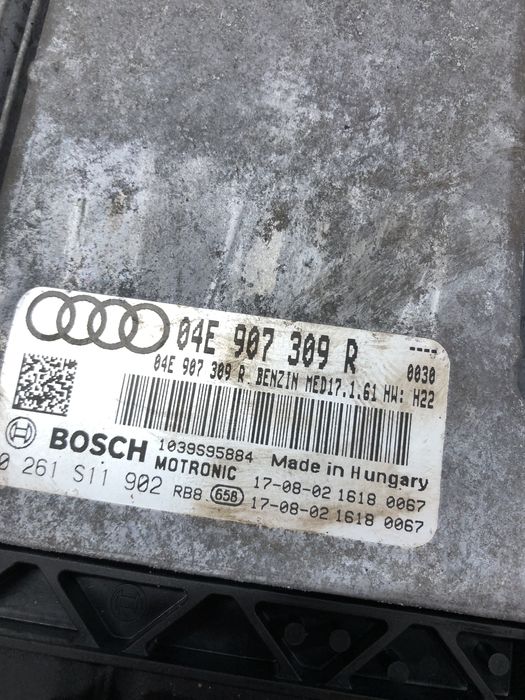 04E 907 309 R ----
04E 907 309 R BENZIN MED17.1.61 HW: H22 0030
BOSCH 1039S95884 Made in Hungary
MOTRONIC 17-08-02 1618 0067
0 261 S11 902 RB8 658 17-08-02 1618 0067